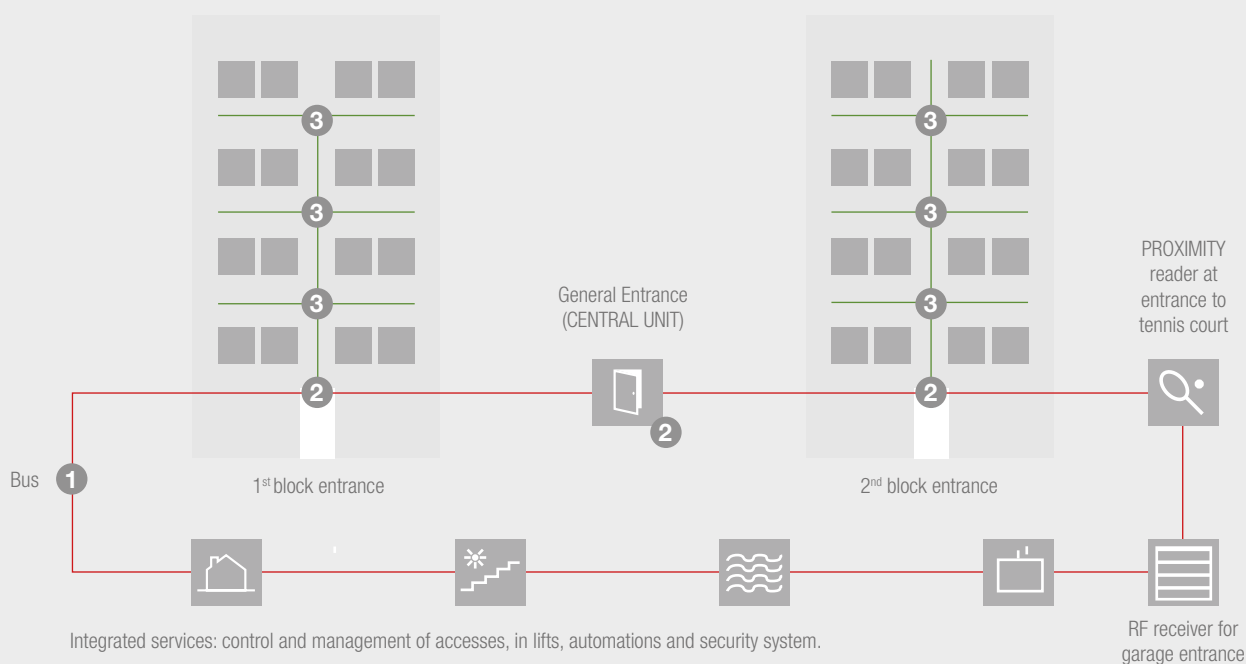 3
3
3
3
3
3
General Entrance
(CENTRAL UNIT)
PROXIMITY
reader at
entrance to
tennis court
2
2
2
Bus
1
1st block entrance
2nd block entrance
Integrated services: control and management of accesses, in lifts, automations and security system.
RF receiver for
garage entrance